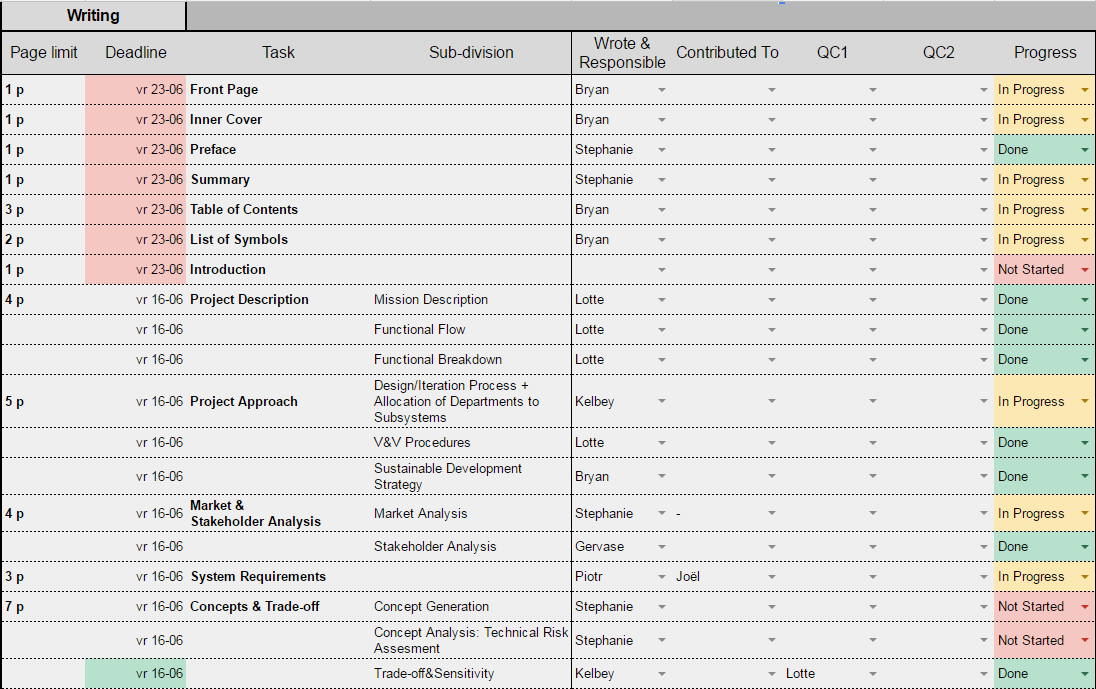 Writing
Page limit Deadline Task Sub-division Wrote & Responsible Contributed To QC1 QC2 Progress
1 p vr 23-06 Front Page Bryan In Progress
1 p vr 23-06 Inner Cover Bryan In Progress
1 p vr 23-06 Preface Stephanie Done
1 p vr 23-06 Summary Stephanie In Progress
3 p vr 23-06 Table of Contents Bryan In Progress
2 p vr 23-06 List of Symbols Bryan In Progress
1 p vr 23-06 Introduction Not Started
4 p vr 16-06 Project Description Mission Description Lotte Done
vr 16-06 Functional Flow Lotte Done
vr 16-06 Functional Breakdown Lotte Done
5 p vr 16-06 Project Approach Design/Iteration Process + Allocation of Departments to Subsystems Kelbey In Progress
vr 16-06 V&V Procedures Lotte Done
vr 16-06 Sustainable Development Strategy Bryan Done
4 p vr 16-06 Market & Stakeholder Analysis Market Analysis Stephanie - In Progress
vr 16-06 Stakeholder Analysis Gervase Done
3 p vr 16-06 System Requirements Piotr Joël In Progress
7 p vr 16-06 Concepts & Trade-off Concept Generation Stephanie Not Started
vr 16-06 Concept Analysis: Technical Risk Assesment Stephanie Not Started
vr 16-06 Trade-off&Sensitivity Kelbey Lotte Done